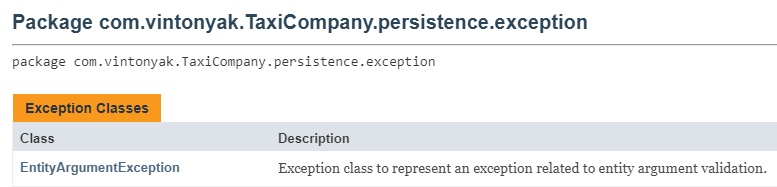 Package com.vintonyak.TaxiCompany.persistence.exception
package com.vintonyak.TaxiCompany.persistence.exception
Exception Classes
Class Description
EntityArgumentException Exception class to represent an exception related to entity argument validation.